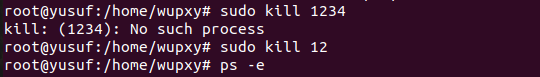 root@yusuf:/home/wupxy# sudo kill 1234
kill: (1234): No such process
root@yusuf:/home/wupxy# sudo kill 12
root@yusuf:/home/wupxy# ps -e